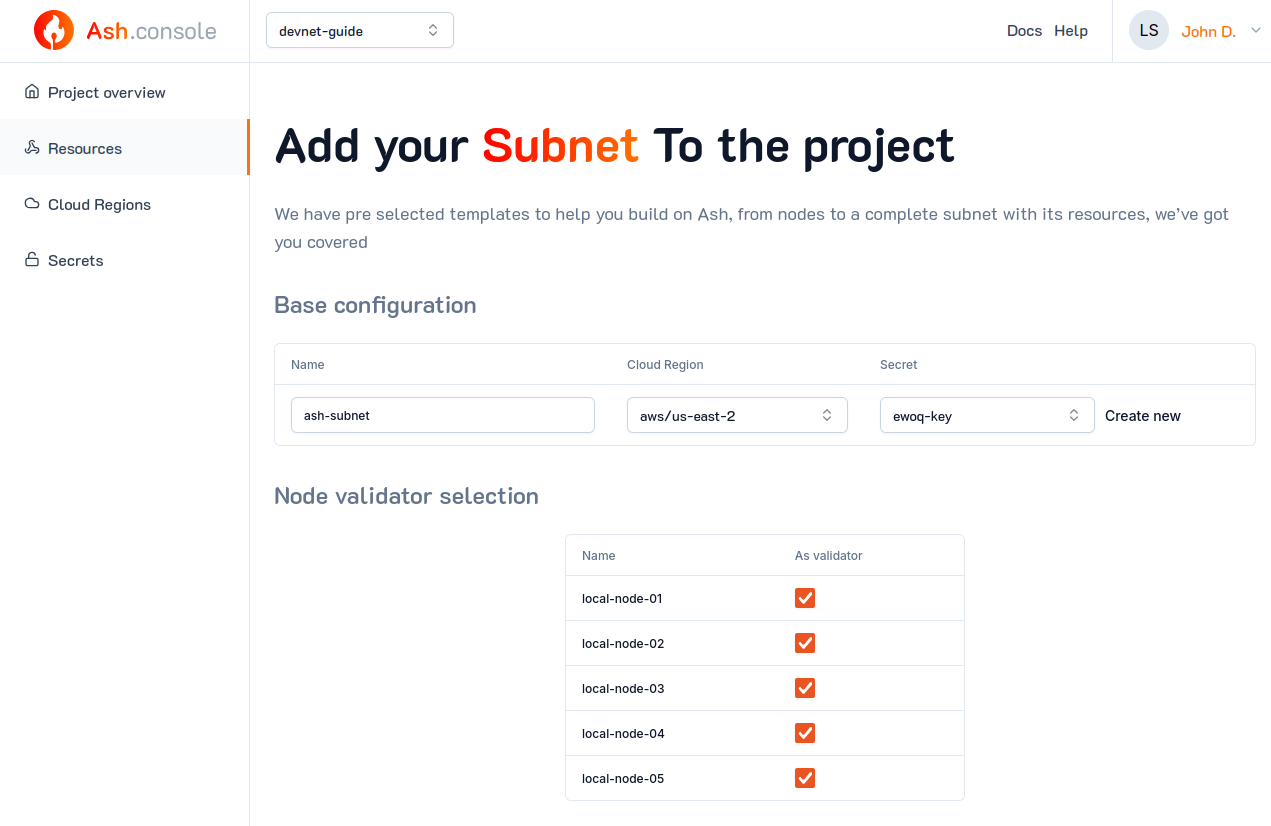 Ash.console
devnet-guide
Docs Help
LS John D.
Project overview
Resources
Cloud Regions
Secrets
Add your Subnet To the project
We have pre selected templates to help you build on Ash, from nodes to a complete subnet with its resources, we’ve got
you covered
Base configuration
Name Cloud Region Secret
ash-subnet aws/us-east-2 ewoq-key Create new
Node validator selection
Name As validator
local-node-01
local-node-02
local-node-03
local-node-04
local-node-05